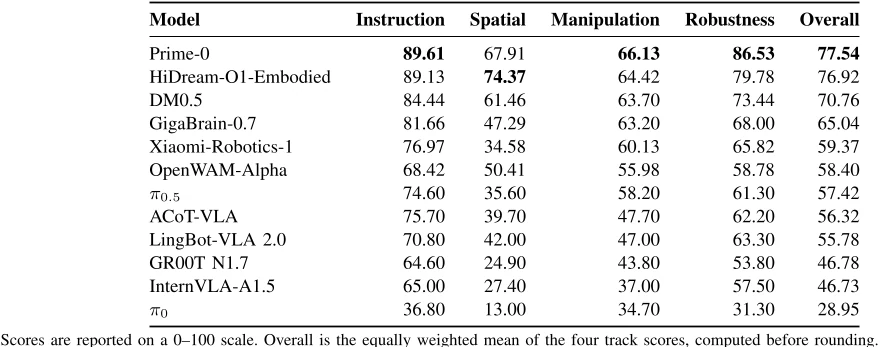 Model Instruction Spatial Manipulation Robustness Overall
Prime-0 89.61 67.91 66.13 86.53 77.54
HiDream-O1-Embodied 89.13 74.37 64.42 79.78 76.92
DM0.5 84.44 61.46 63.70 73.44 70.76
GigaBrain-0.7 81.66 47.29 63.20 68.00 65.04
Xiaomi-Robotics-1 76.97 34.58 60.13 65.82 59.37
OpenWAM-Alpha 68.42 50.41 55.98 58.78 58.40
π0.5 74.60 35.60 58.20 61.30 57.42
ACoT-VLA 75.70 39.70 47.70 62.20 56.32
LingBot-VLA 2.0 70.80 42.00 47.00 63.30 55.78
GR00T N1.7 64.60 24.90 43.80 53.80 46.78
InternVLA-A1.5 65.00 27.40 37.00 57.50 46.73
π0 36.80 13.00 34.70 31.30 28.95
Scores are reported on a 0–100 scale. Overall is the equally weighted mean of the four track scores, computed before rounding.